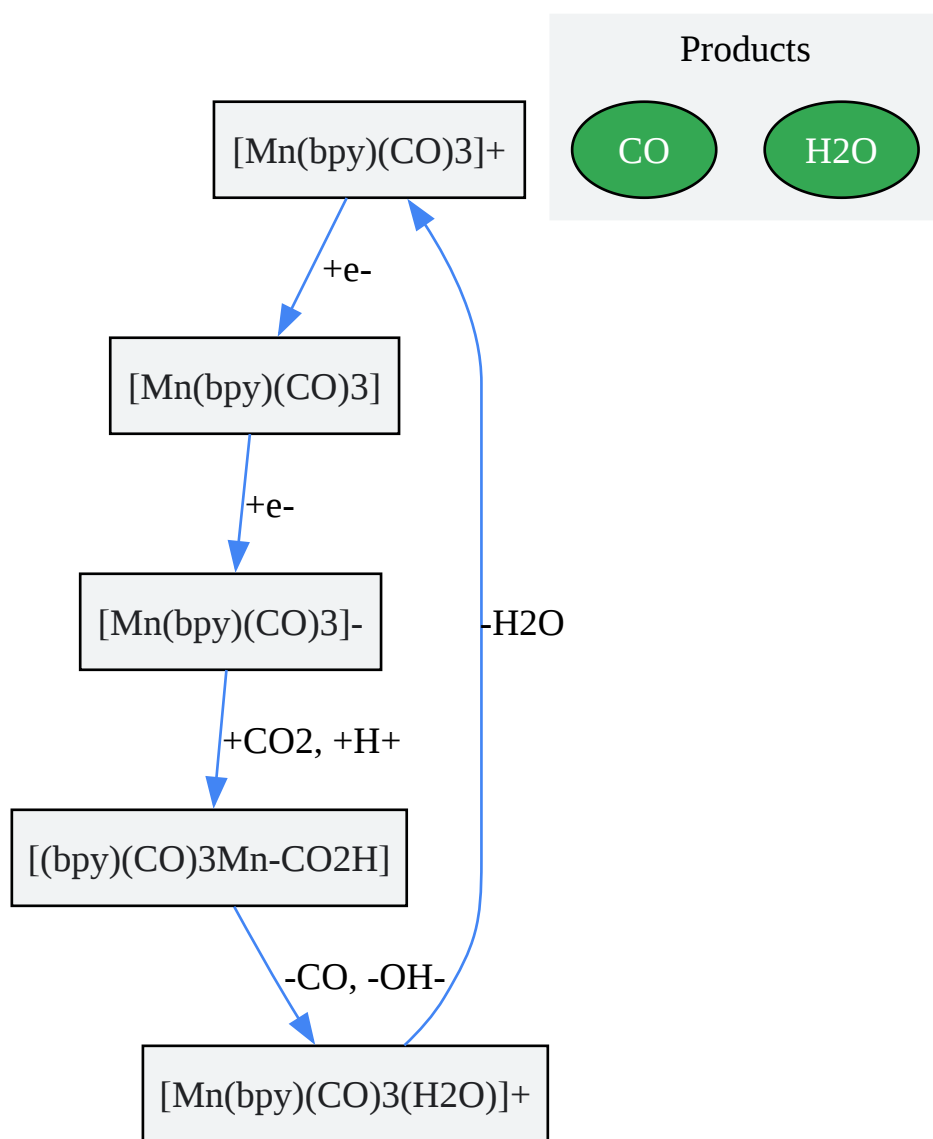 Products
CO
H2O
[Mn(bpy)(CO)3]+
+e-
[Mn(bpy)(CO)3]
+e-
[Mn(bpy)(CO)3]-
-H2O
+CO2, +H+
[(bpy)(CO)3Mn-CO2H]
-CO, -OH-
[Mn(bpy)(CO)3(H2O)]+